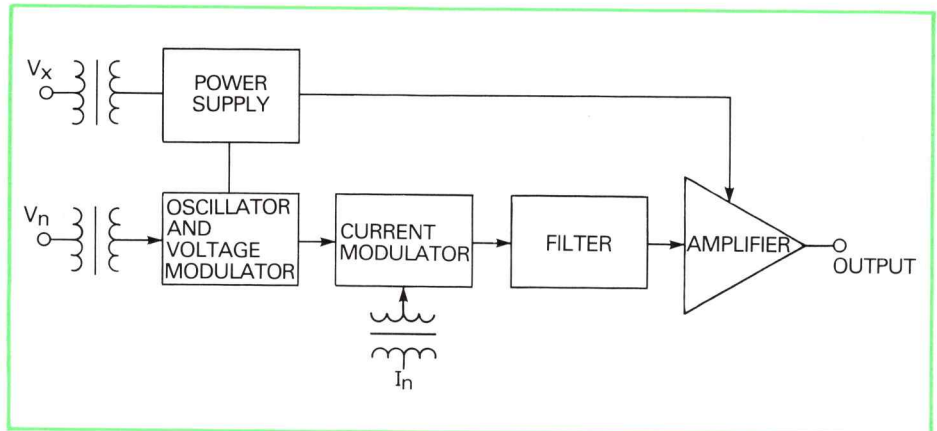 Vx
POWER
SUPPLY
Vn
OSCILLATOR
AND
VOLTAGE
MODULATOR
CURRENT
MODULATOR
FILTER
AMPLIFIER
OUTPUT
In